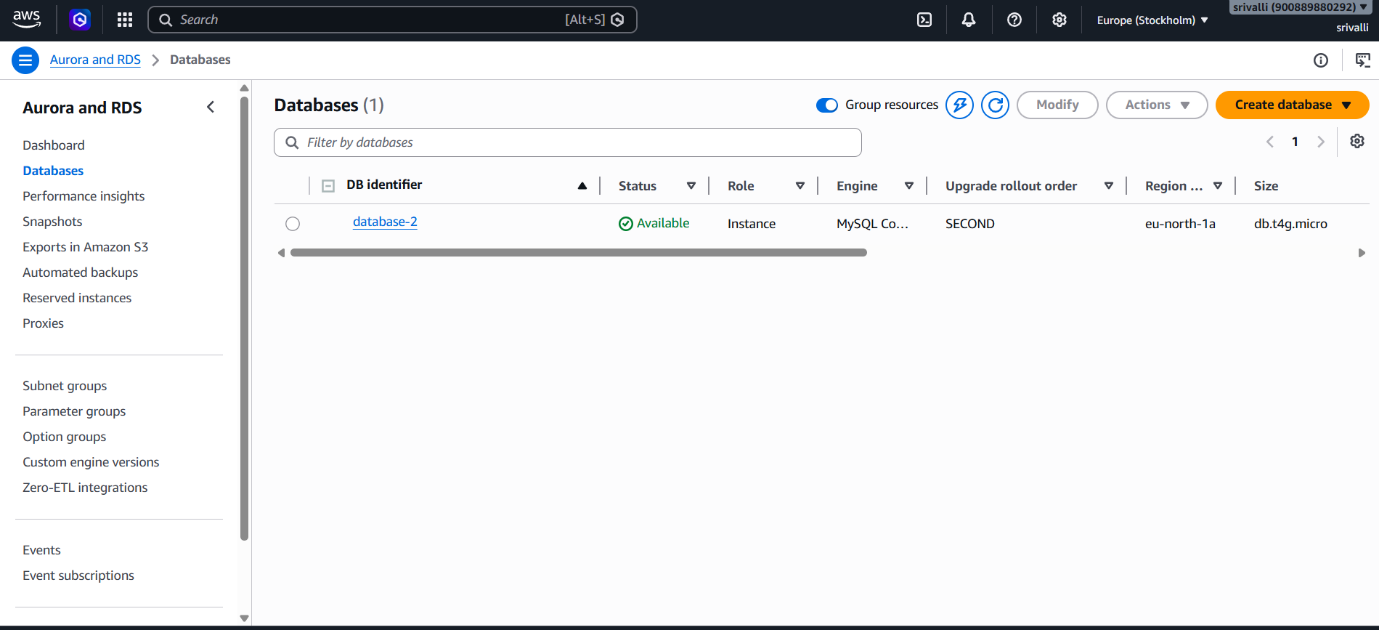 aws
Search [Alt+S]
Europe (Stockholm)
srivalli (900889880292)
srivalli
Aurora and RDS
Databases
Aurora and RDS
Dashboard
Databases
Performance insights
Snapshots
Exports in Amazon S3
Automated backups
Reserved instances
Proxies
Subnet groups
Parameter groups
Option groups
Custom engine versions
Zero-ETL integrations
Events
Event subscriptions
Databases (1)
Group resources
Modify
Actions
Create database
Filter by databases
1
DB identifier Status Role Engine Upgrade rollout order Region ... Size
database-2 Available Instance MySQL Co... SECOND eu-north-1a db.t4g.micro